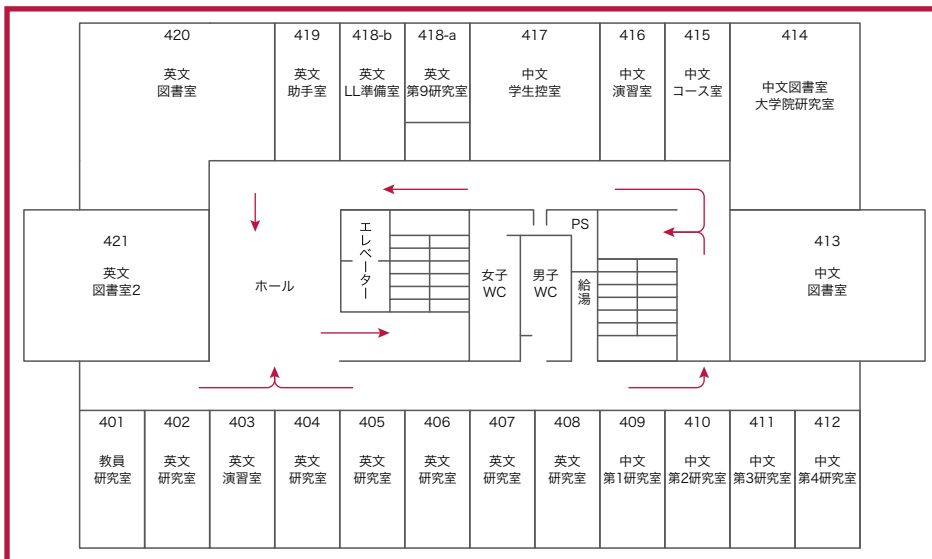 420
英文
図書室
419
英文
助手室
418-b
英文
LL準備室
418-a
英文
第9研究室
417
中文
学生控室
416
中文
演習室
415
中文
コース室
414
中文図書室
大学院研究室
421
英文
図書室2
ホール
エレベーター
女子
WC
男子
WC
PS
給湯
413
中文
図書室
401
教員
研究室
402
英文
研究室
403
英文
演習室
404
英文
研究室
405
英文
研究室
406
英文
研究室
407
英文
研究室
408
英文
研究室
409
中文
第1研究室
410
中文
第2研究室
411
中文
第3研究室
412
中文
第4研究室